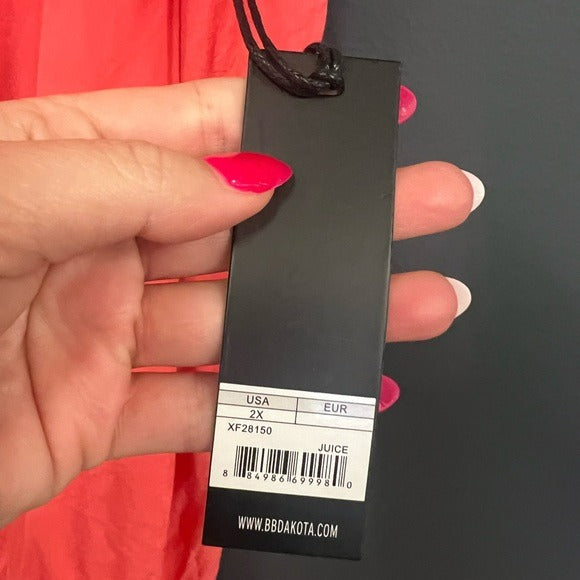 USA EUR
2X
XF28150
JUICE
8 84986 69998 0
WWW.BBDAKOTA.COM